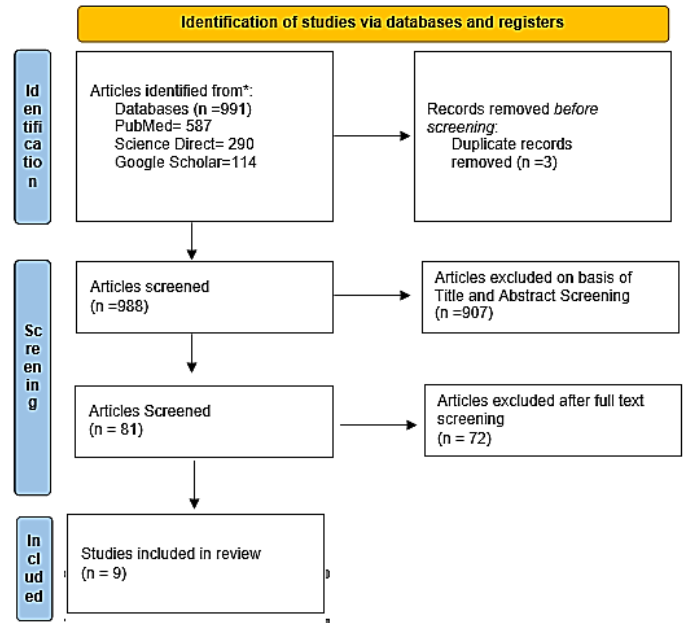 Identification of studies via databases and registers
Id
en
tifi
ca
tio
n
Articles identified from*:
Databases (n =991)
PubMed= 587
Science Direct= 290
Google Scholar=114
Records removed before
screening:
Duplicate records
removed (n =3)
Sc
re
en
in
g
Articles screened
(n =988)
Articles excluded on basis of
Title and Abstract Screening
(n =907)
Articles Screened
(n = 81)
Articles excluded after full text
screening
(n = 72)
In
cl
ud
ed
Studies included in review
(n = 9)